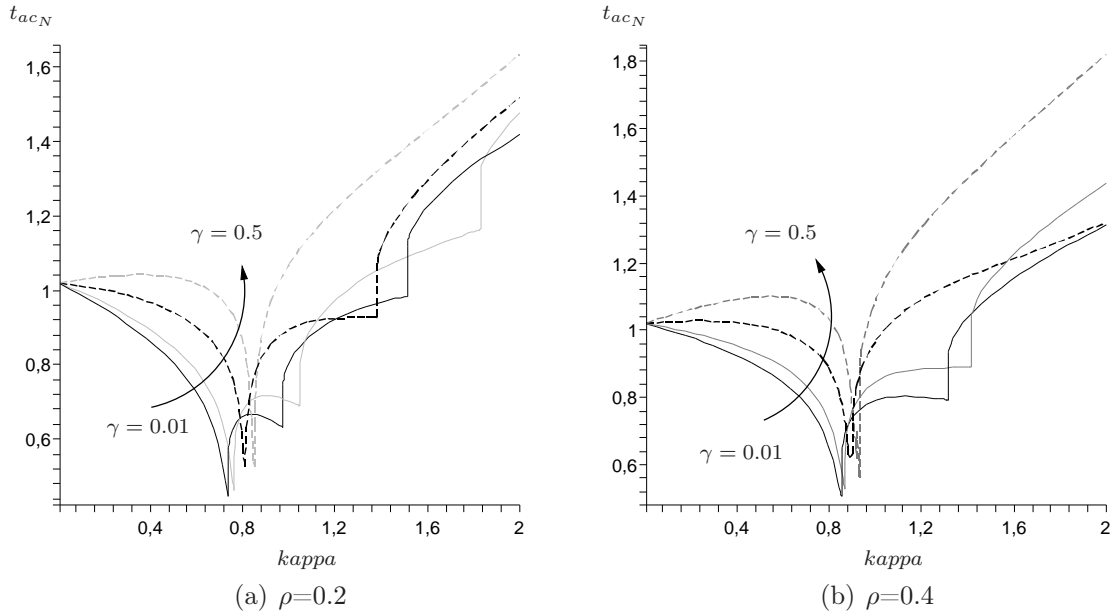 t_{ac_N}
1,6
1,4
1,2
1
0,8
0,6
γ = 0.5
γ = 0.01
0,4 0,8 1,2 1,6 2
kappa
(a) ρ=0.2
t_{ac_N}
1,8
1,6
1,4
1,2
1
0,8
0,6
γ = 0.5
γ = 0.01
0,4 0,8 1,2 1,6 2
kappa
(b) ρ=0.4